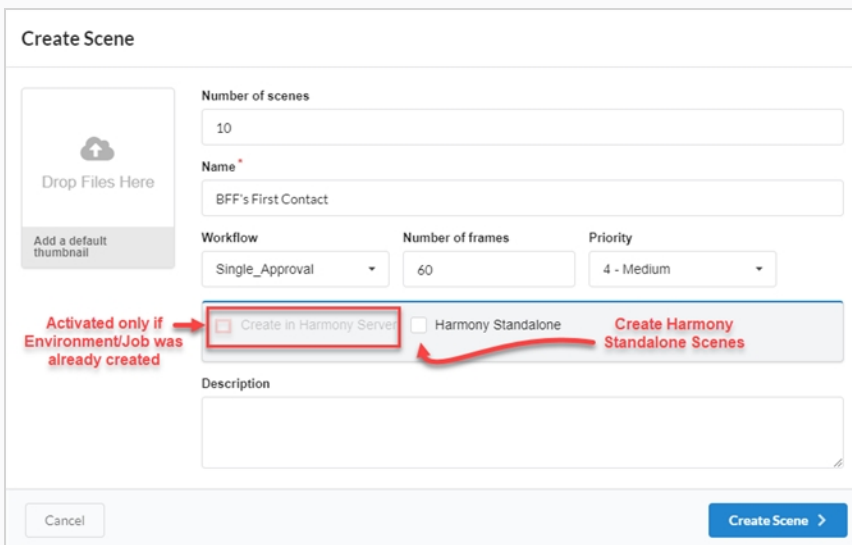 Create Scene
Number of scenes
10
Drop Files Here
Name *
BFF's First Contact
Add a default
thumbnail
Workflow
Number of frames
Priority
Single_Approval
60
4 - Medium
Activated only if
Environment/Job was
already created
Create in Harmony Server
Harmony Standalone
Create Harmony
Standalone Scenes
Description
Cancel
Create Scene